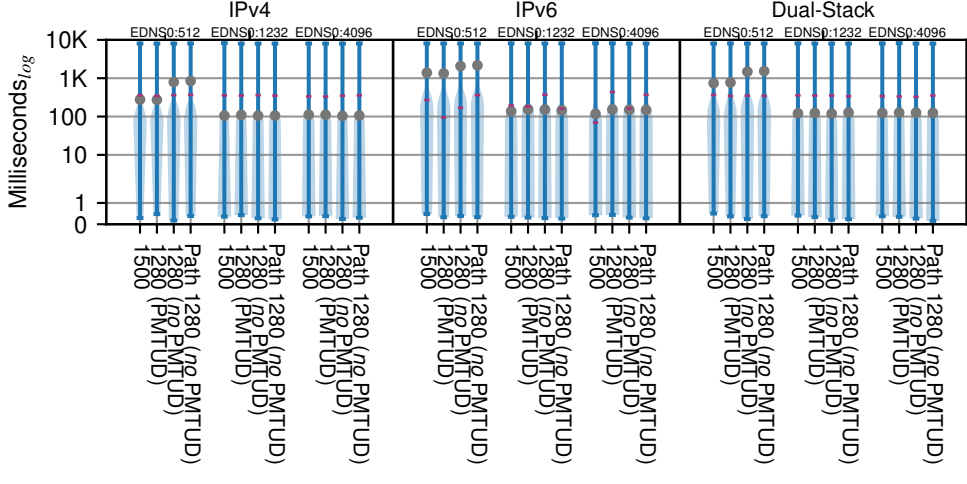 IPv4 IPv6 Dual-Stack
EDNS0:512 EDNS0:1232 EDNS0:4096 EDNS0:512 EDNS0:1232 EDNS0:4096 EDNS0:512 EDNS0:1232 EDNS0:4096
Milliseconds_log
10K
1K
100
10
1
0
1500
1280 (PMTUD)
1280 (no PMTUD)
Path 1280 (no PMTUD)
1500
1280 (PMTUD)
1280 (no PMTUD)
Path 1280 (no PMTUD)
1500
1280 (PMTUD)
1280 (no PMTUD)
Path 1280 (no PMTUD)
1500
1280 (PMTUD)
1280 (no PMTUD)
Path 1280 (no PMTUD)
1500
1280 (PMTUD)
1280 (no PMTUD)
Path 1280 (no PMTUD)
1500
1280 (PMTUD)
1280 (no PMTUD)
Path 1280 (no PMTUD)
1500
1280 (PMTUD)
1280 (no PMTUD)
Path 1280 (no PMTUD)
1500
1280 (PMTUD)
1280 (no PMTUD)
Path 1280 (no PMTUD)
1500
1280 (PMTUD)
1280 (no PMTUD)
Path 1280 (no PMTUD)